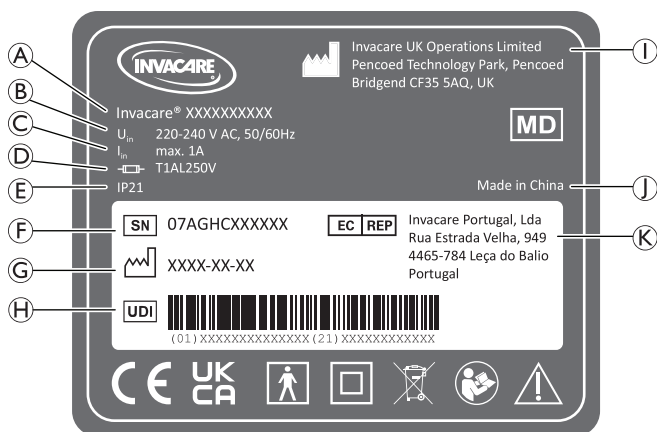 INVACARE
Invacare UK Operations Limited
Pencoed Technology Park, Pencoed
Bridgend CF35 5AQ, UK
I
A
Invacare® XXXXXXXXXX
MD
B
Uin 220-240 V AC, 50/60Hz
C
Iin max. 1A
D
T1AL250V
E
IP21
Made in China
J
F
SN 07AGHCXXXXXX
EC REP
Invacare Portugal, Lda
Rua Estrada Velha, 949
4465-784 Leça do Balio
Portugal
K
G
XXXX-XX-XX
H
UDI
(01)XXXXXXXXXXXXXX(21)XXXXXXXXXXXX
CE
UK
CA